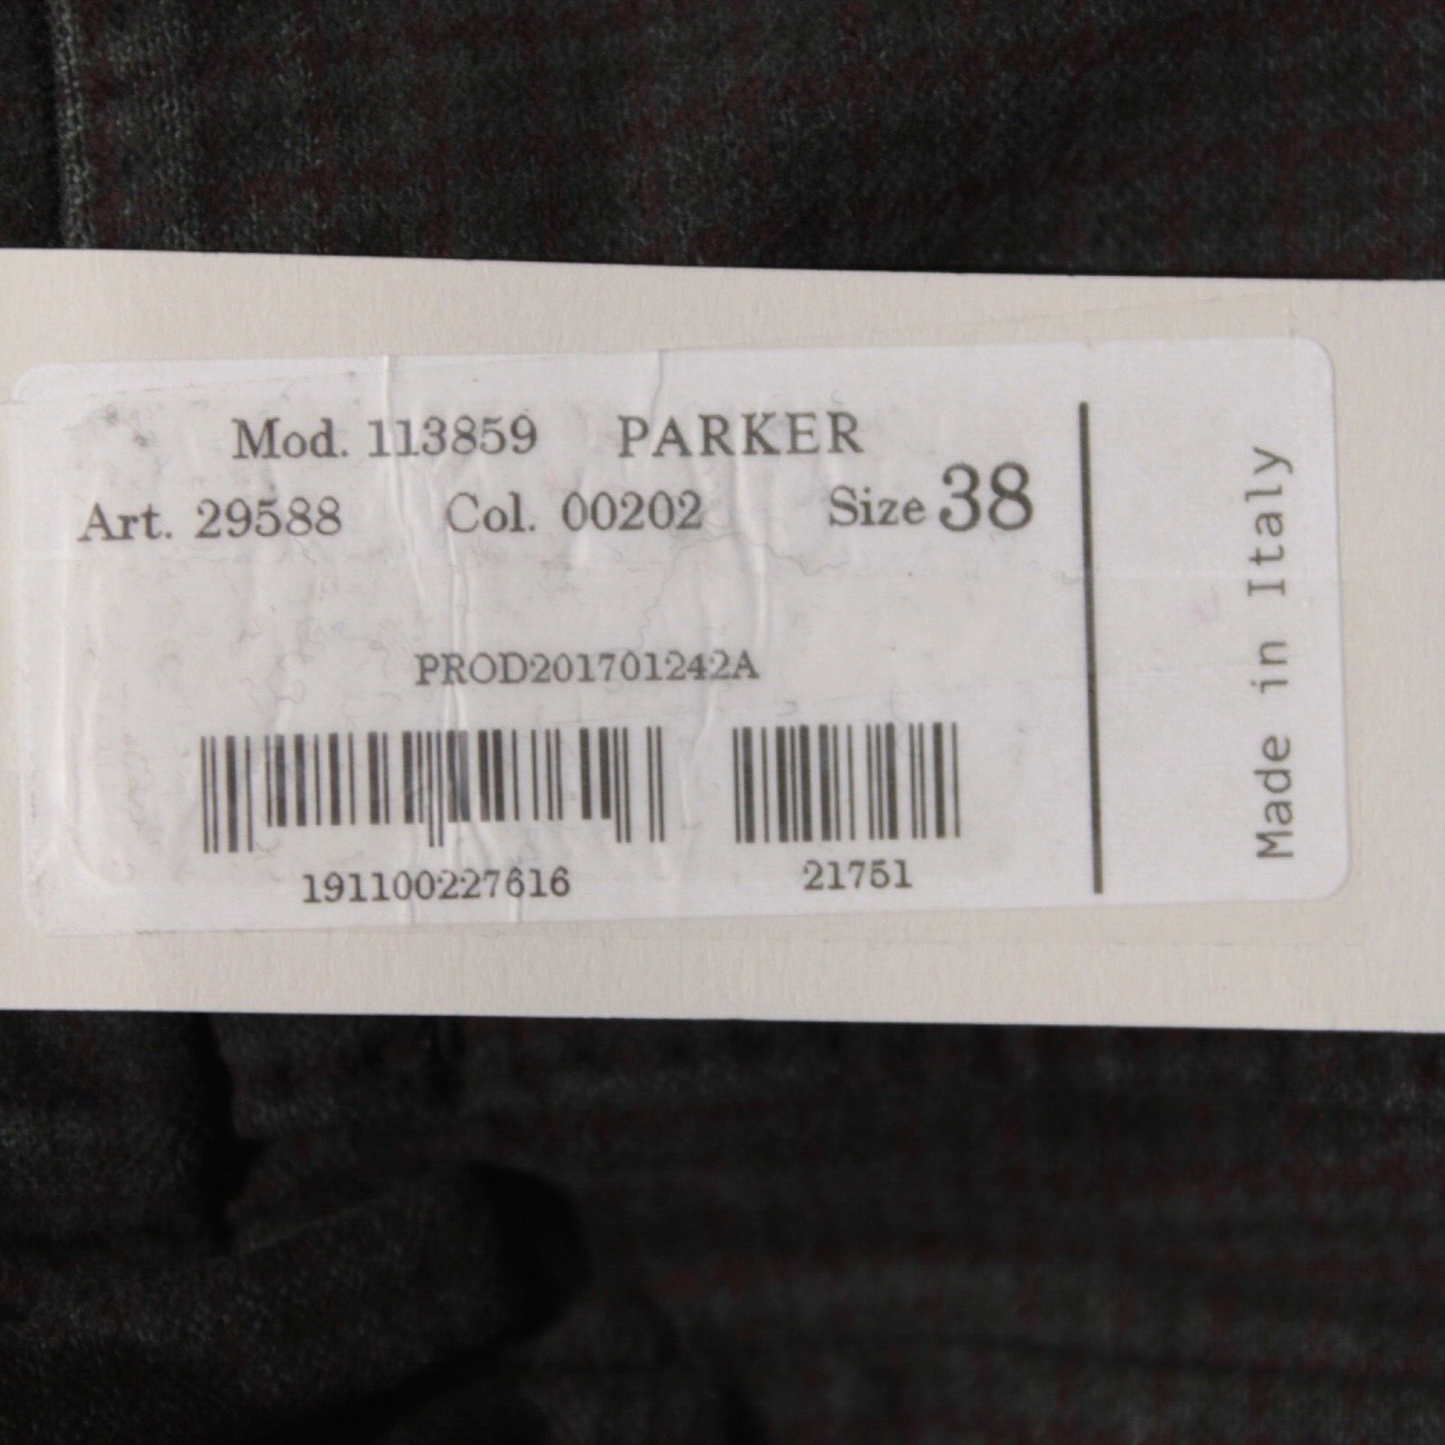 Mod. 113859 PARKER
Art. 29588 Col. 00202 Size 38
PROD201701242A
191100227616 21751
Made in Italy